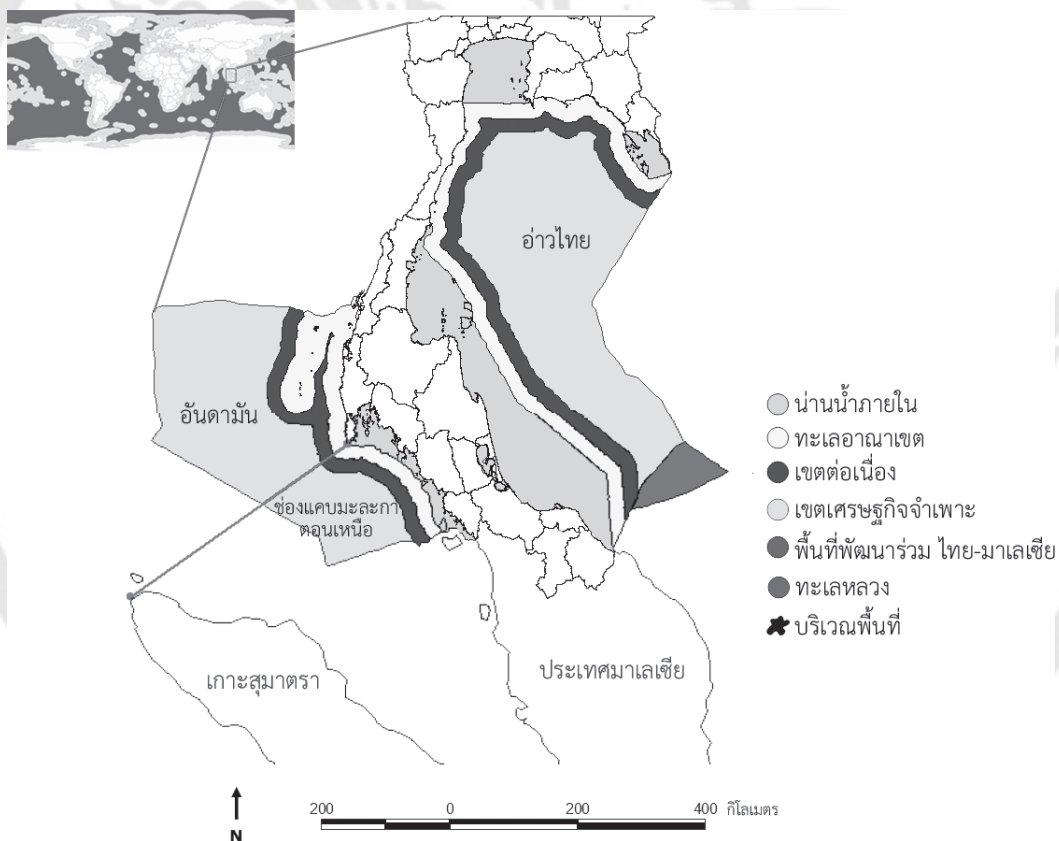 อ่าวไทย
อันดามัน
ช่องแคบมะละกา
ตอนเหนือ
เกาะสุมาตรา
ประเทศมาเลเซีย
น่านน้ำภายใน
ทะเลอาณาเขต
เขตต่อเนื่อง
เขตเศรษฐกิจจำเพาะ
พื้นที่พัฒนาร่วม ไทย-มาเลเซีย
ทะเลหลวง
บริเวณพื้นที่
N
200 0 200 400 กิโลเมตร